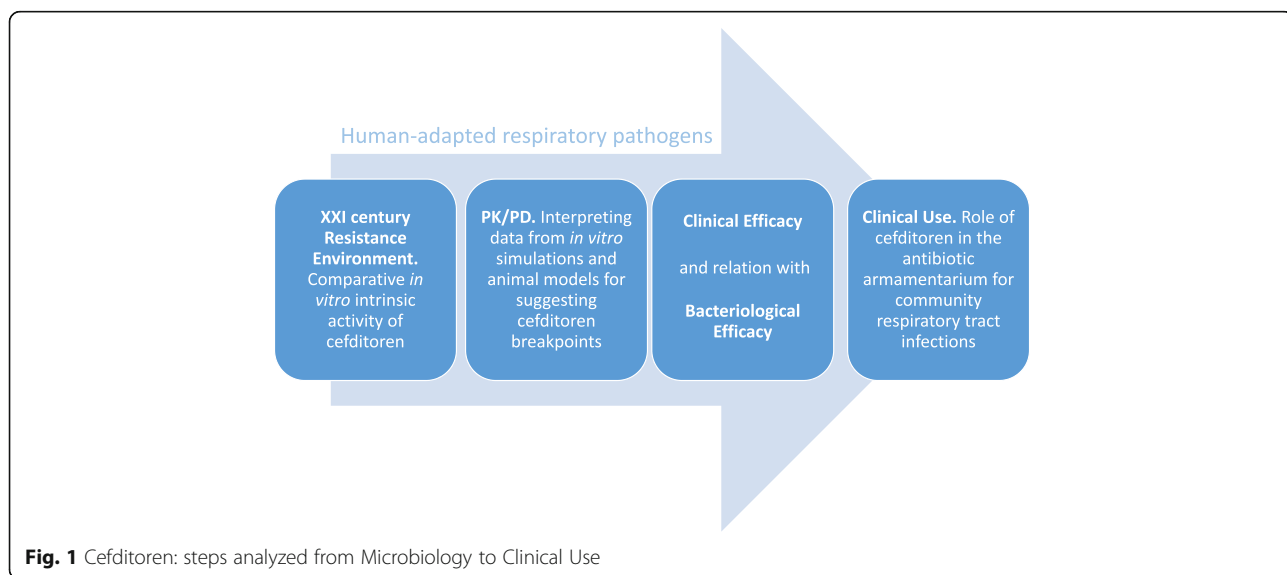 Human-adapted respiratory pathogens
XXI century
Resistance
Environment.
Comparative in
vitro intrinsic
activity of
cefditoren
PK/PD. Interpreting
data from in vitro
simulations and
animal models for
suggesting
cefditoren
breakpoints
Clinical Efficacy
and relation with
Bacteriological
Efficacy
Clinical Use. Role of
cefditoren in the
antibiotic
armamentarium for
community
respiratory tract
infections
Fig. 1 Cefditoren: steps analyzed from Microbiology to Clinical Use